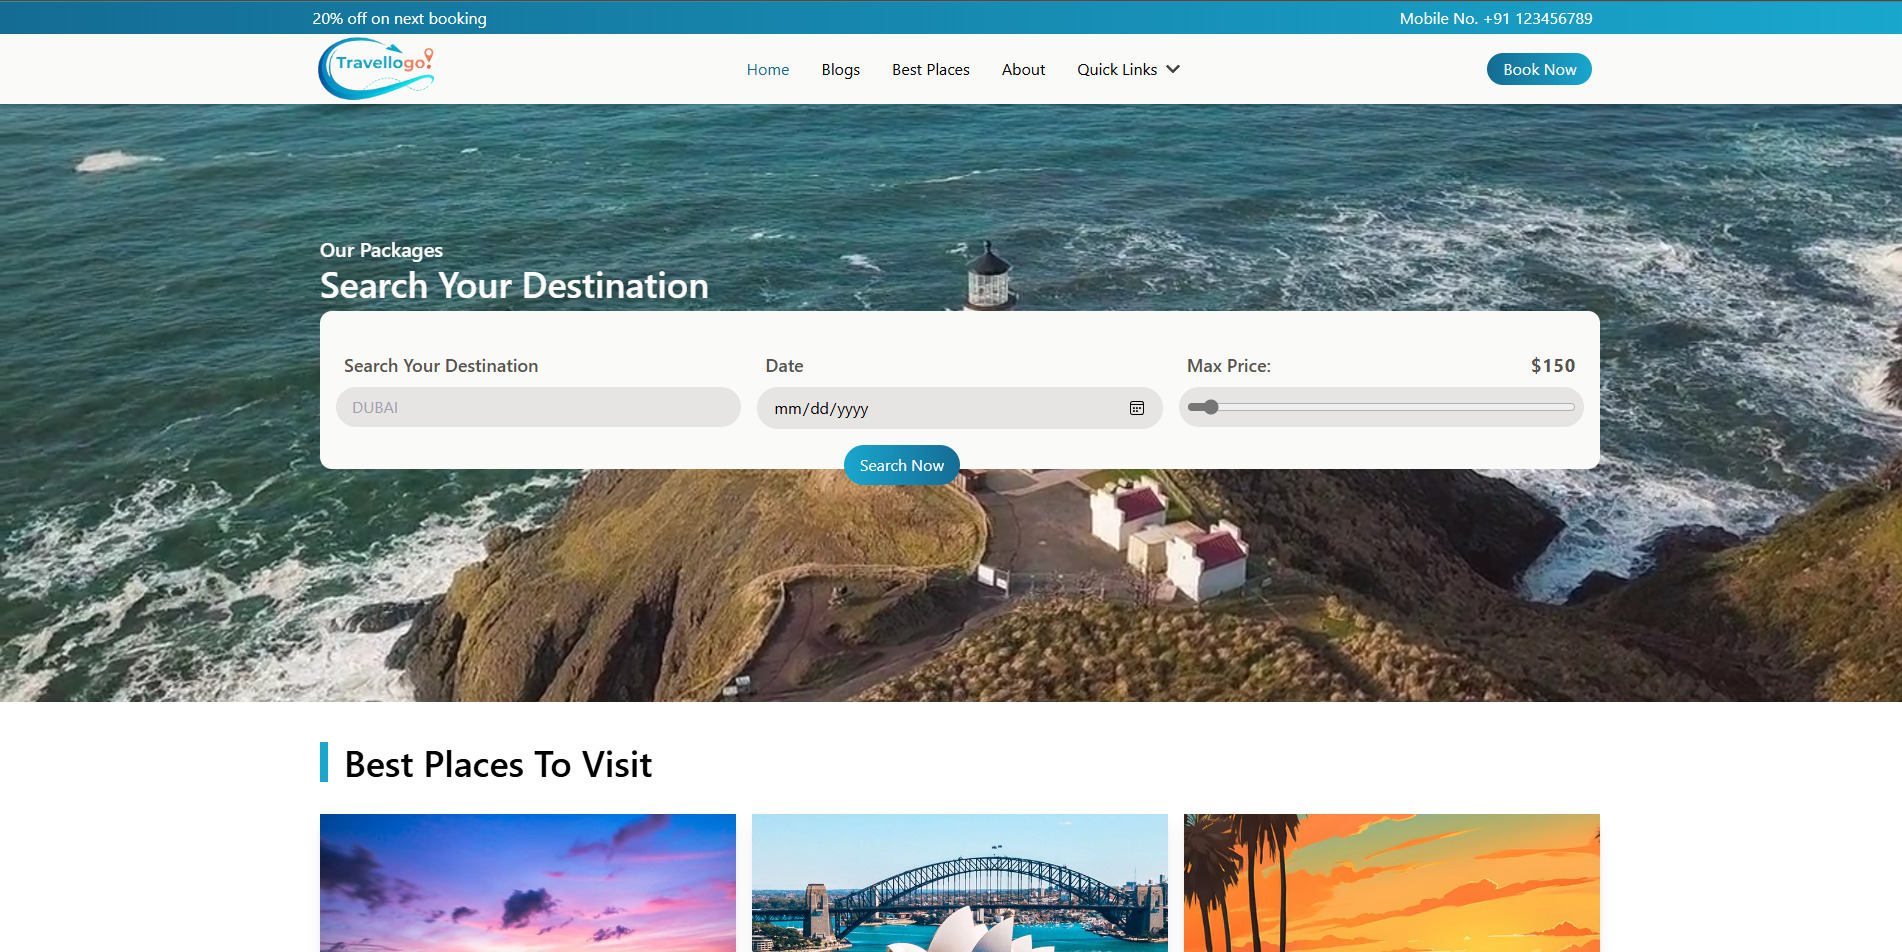 20% off on next booking
Mobile No. +91 123456789
Travellogo!
Home
Blogs
Best Places
About
Quick Links
Book Now
Our Packages
Search Your Destination
Search Your Destination
Date
Max Price:
$150
DUBAI
mm/dd/yyyy
Search Now
Best Places To Visit